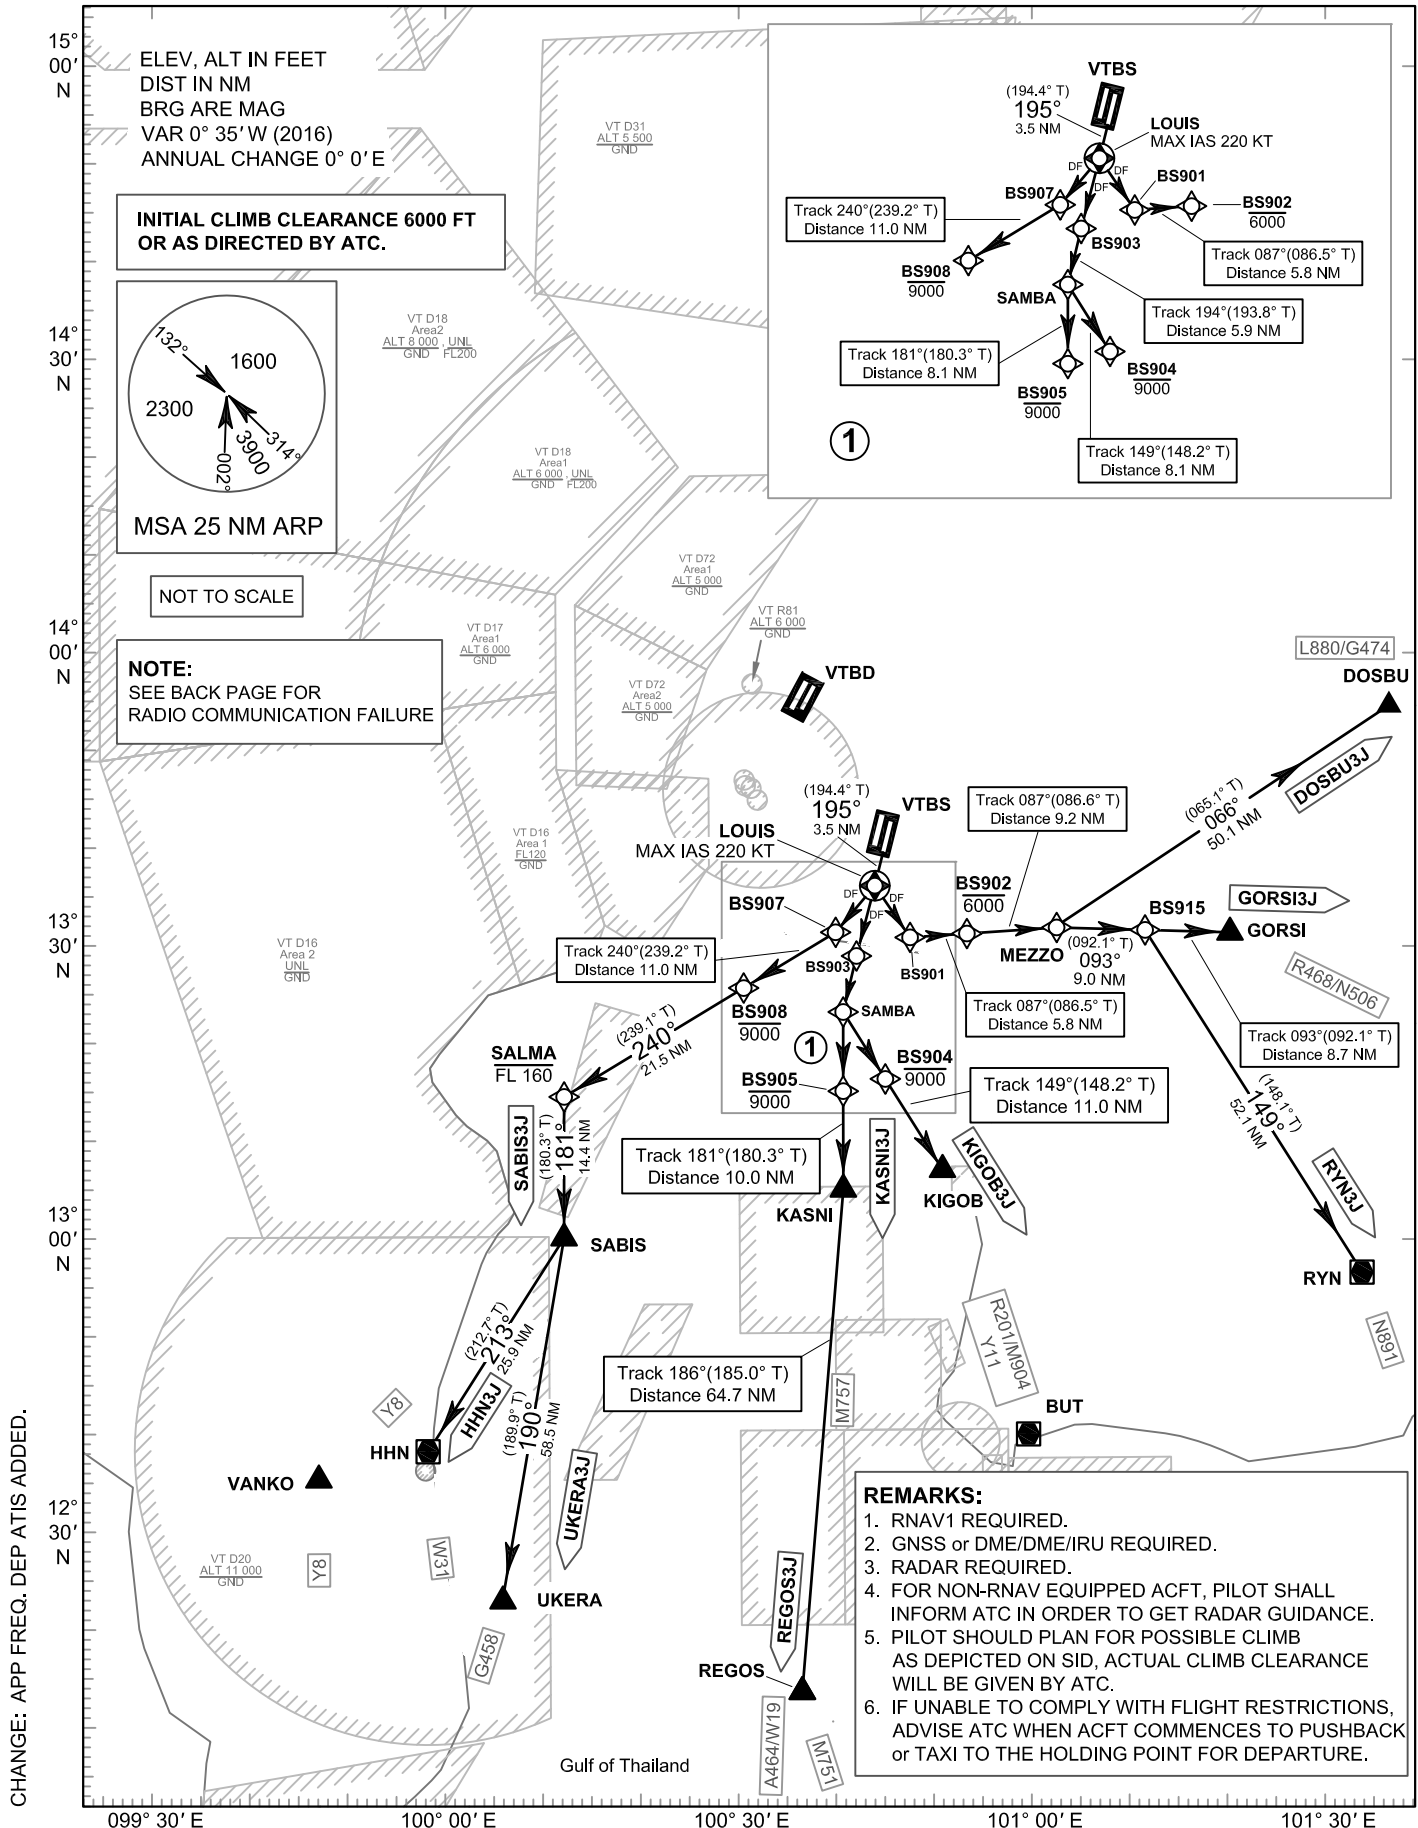 15°
00′
N
ELEV, ALT IN FEET
DIST IN NM
BRG ARE MAG
VAR 0° 35′ W (2016)
ANNUAL CHANGE 0° 0′ E
INITIAL CLIMB CLEARANCE 6000 FT
OR AS DIRECTED BY ATC.
132°
1600
2300
3900
314°
002°
MSA 25 NM ARP
NOT TO SCALE
NOTE:
SEE BACK PAGE FOR
RADIO COMMUNICATION FAILURE
VT D31
ALT 5 500
GND
VT D18
Area2
ALT 8 000 , UNL
GND FL200
VT D18
Area1
ALT 6 000 , UNL
GND FL200
VT D72
Area1
ALT 5 000
GND
VT R81
ALT 6 000
GND
VT D17
Area1
ALT 6 000
GND
VT D72
Area2
ALT 5 000
GND
VT D16
Area 1
FL120
GND
VT D16
Area 2
UNL
GND
VT D20
ALT 11 000
GND
VTBS
(194.4° T)
195°
3.5 NM
LOUIS
MAX IAS 220 KT
DF
DF
DF
BS901
BS907
BS902
6000
Track 240°(239.2° T)
Distance 11.0 NM
BS903
Track 087°(086.5° T)
Distance 5.8 NM
BS908
9000
SAMBA
Track 194°(193.8° T)
Distance 5.9 NM
Track 181°(180.3° T)
Distance 8.1 NM
BS904
9000
BS905
9000
1
Track 149°(148.2° T)
Distance 8.1 NM
14°
30′
N
14°
00′
N
13°
30′
N
13°
00′
N
12°
30′
N
VTBD
L880/G474
DOSBU
DOSBU3J
(065.1° T)
066°
50.1 NM
(194.4° T)
195°
3.5 NM
VTBS
Track 087°(086.6° T)
Distance 9.2 NM
LOUIS
MAX IAS 220 KT
DF
DF
DF
BS902
6000
BS907
BS915
GORSI3J
GORSI
Track 240°(239.2° T)
DIstance 11.0 NM
BS903
BS901
MEZZO
(092.1° T)
093°
9.0 NM
R468/N506
BS908
9000
SAMBA
Track 087°(086.5° T)
Distance 5.8 NM
Track 093°(092.1° T)
Distance 8.7 NM
(239.1° T)
240°
21.5 NM
SALMA
FL 160
1
BS904
9000
BS905
9000
Track 149°(148.2° T)
Distance 11.0 NM
(148.1° T)
149°
52.1 NM
SABIS3J
(180.3° T)
181°
14.4 NM
Track 181°(180.3° T)
Distance 10.0 NM
KASNI3J
KIGOB3J
RYN3J
KASNI
KIGOB
SABIS
RYN
(212.7° T)
213°
25.9 NM
R201/M904
Y11
N891
Track 186°(185.0° T)
Distance 64.7 NM
M757
Y8
HHN3J
(189.9° T)
190°
58.5 NM
BUT
HHN
VANKO
UKERA3J
Y8
W31
UKERA
G458
REGOS3J
REGOS
A464/W19
M751
Gulf of Thailand
REMARKS:
1. RNAV1 REQUIRED.
2. GNSS or DME/DME/IRU REQUIRED.
3. RADAR REQUIRED.
4. FOR NON-RNAV EQUIPPED ACFT, PILOT SHALL
INFORM ATC IN ORDER TO GET RADAR GUIDANCE.
5. PILOT SHOULD PLAN FOR POSSIBLE CLIMB
AS DEPICTED ON SID, ACTUAL CLIMB CLEARANCE
WILL BE GIVEN BY ATC.
6. IF UNABLE TO COMPLY WITH FLIGHT RESTRICTIONS,
ADVISE ATC WHEN ACFT COMMENCES TO PUSHBACK
or TAXI TO THE HOLDING POINT FOR DEPARTURE.
099° 30′ E
100° 00′ E
100° 30′ E
101° 00′ E
101° 30′ E
CHANGE: APP FREQ. DEP ATIS ADDED.